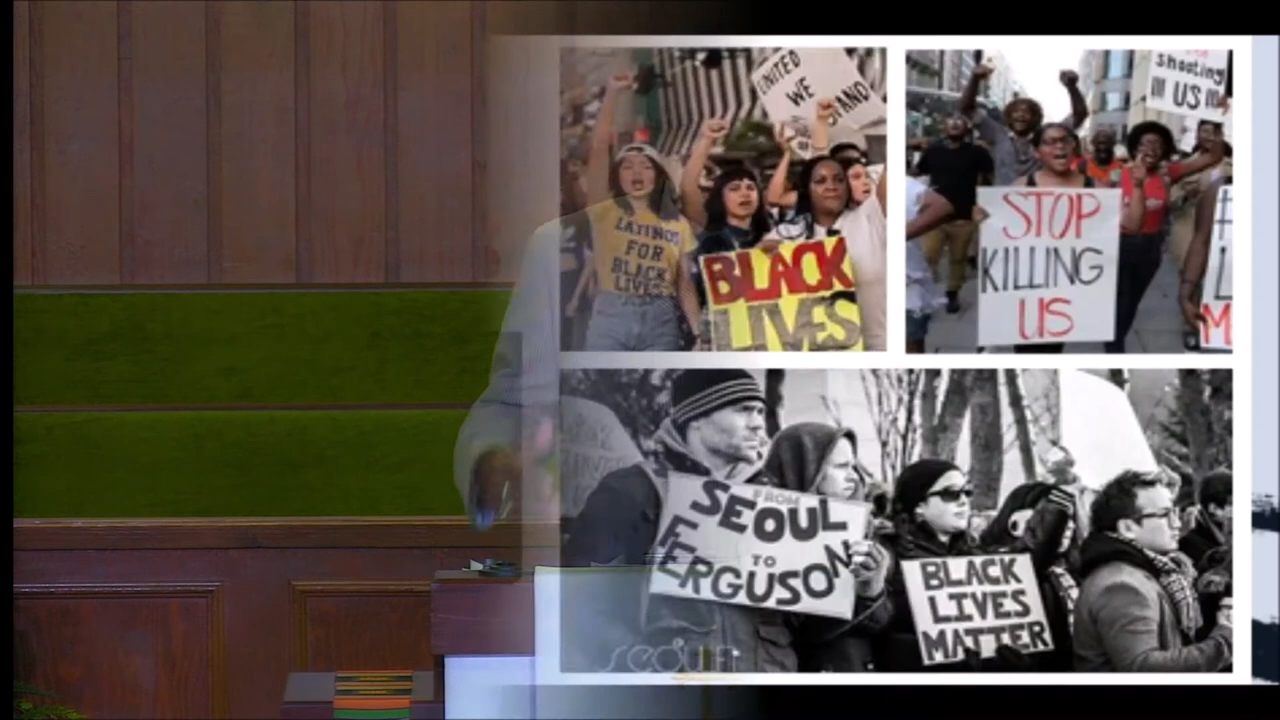 UNITED
WE
STAND
LATINOS
FOR
BLACK
LIVES
BLACK
LIVES
shooting
US
STOP
KILLING
US
FROM
SEOUL
TO
FERGUSON
BLACK
LIVES
MATTER